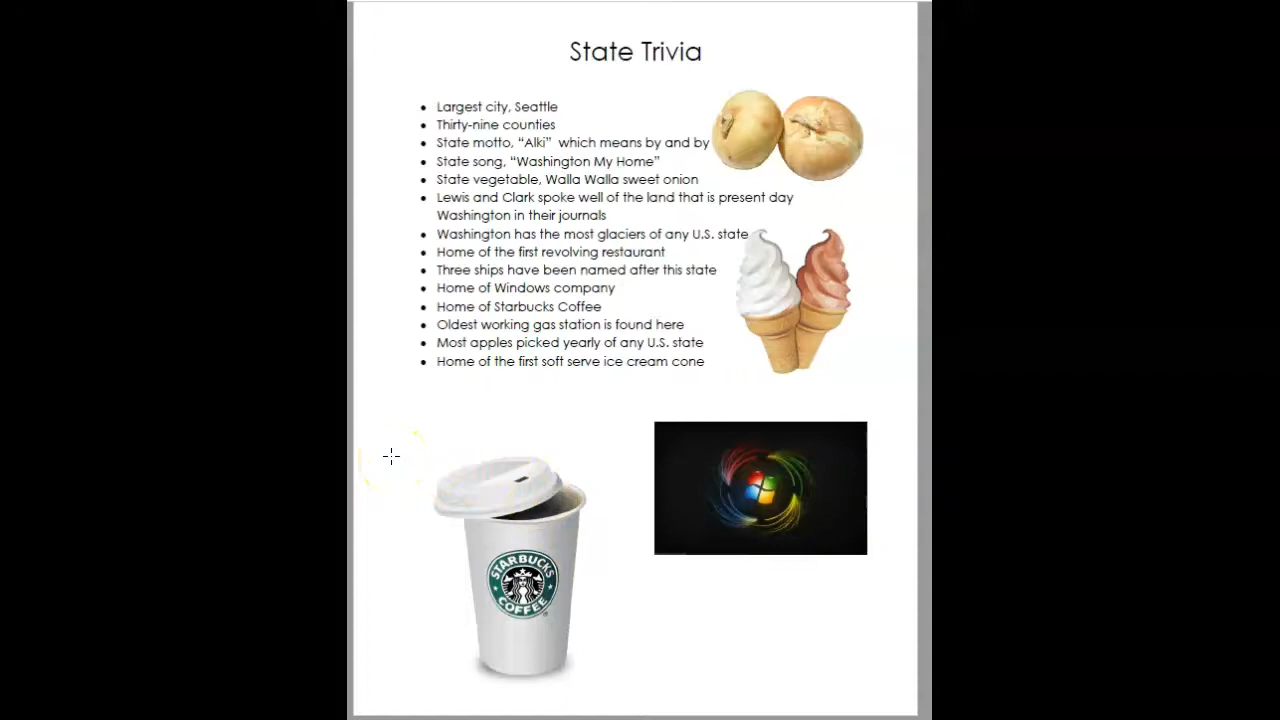 State Trivia
• Largest city, Seattle
• Thirty-nine counties
• State motto, “Alki”  which means by and by
• State song, “Washington My Home”
• State vegetable, Walla Walla sweet onion
• Lewis and Clark spoke well of the land that is present day
Washington in their journals
• Washington has the most glaciers of any U.S. state
• Home of the first revolving restaurant
• Three ships have been named after this state
• Home of Windows company
• Home of Starbucks Coffee
• Oldest working gas station is found here
• Most apples picked yearly of any U.S. state
• Home of the first soft serve ice cream cone
STARBUCKS
COFFEE